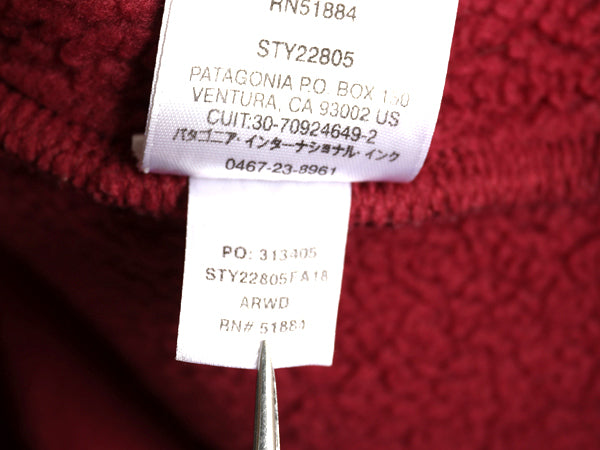 RN51884
STY22805
PATAGONIA P.O. BOX 150
VENTURA, CA 93002 US
CUIT:30-70924649-2
パタゴニア・インターナショナル・インク
0467-23-8961
PO: 313405
STY22805FA18
ARWD
RN# 51884